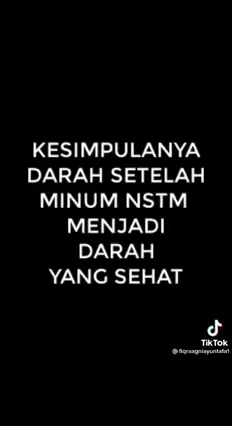 KESIMPULANYA
DARAH SETELAH
MINUM NSTM
MENJADI
DARAH
YANG SEHAT
TikTok
@fiqraagniayuntafa1